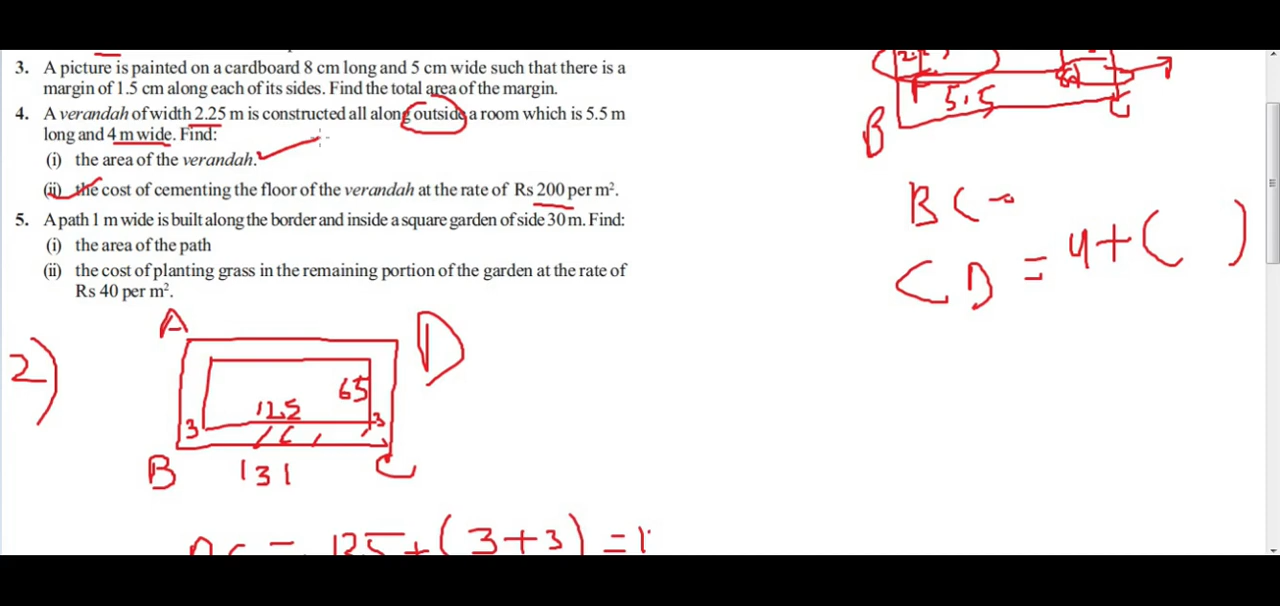 3. A picture is painted on a cardboard 8 cm long and 5 cm wide such that there is a
margin of 1.5 cm along each of its sides. Find the total area of the margin.
4. A verandah of width 2.25 m is constructed all along outside a room which is 5.5 m
long and 4 m wide. Find:
(i) the area of the verandah.
(ii) the cost of cementing the floor of the verandah at the rate of Rs 200 per m².
5. A path 1 m wide is built along the border and inside a square garden of side 30 m. Find:
(i) the area of the path
(ii) the cost of planting grass in the remaining portion of the garden at the rate of
Rs 40 per m².
2)
A
D
65
125
3
3
B
131
C
125 + (3+3) =
5.5
B
C
BC
CD = 4+( )